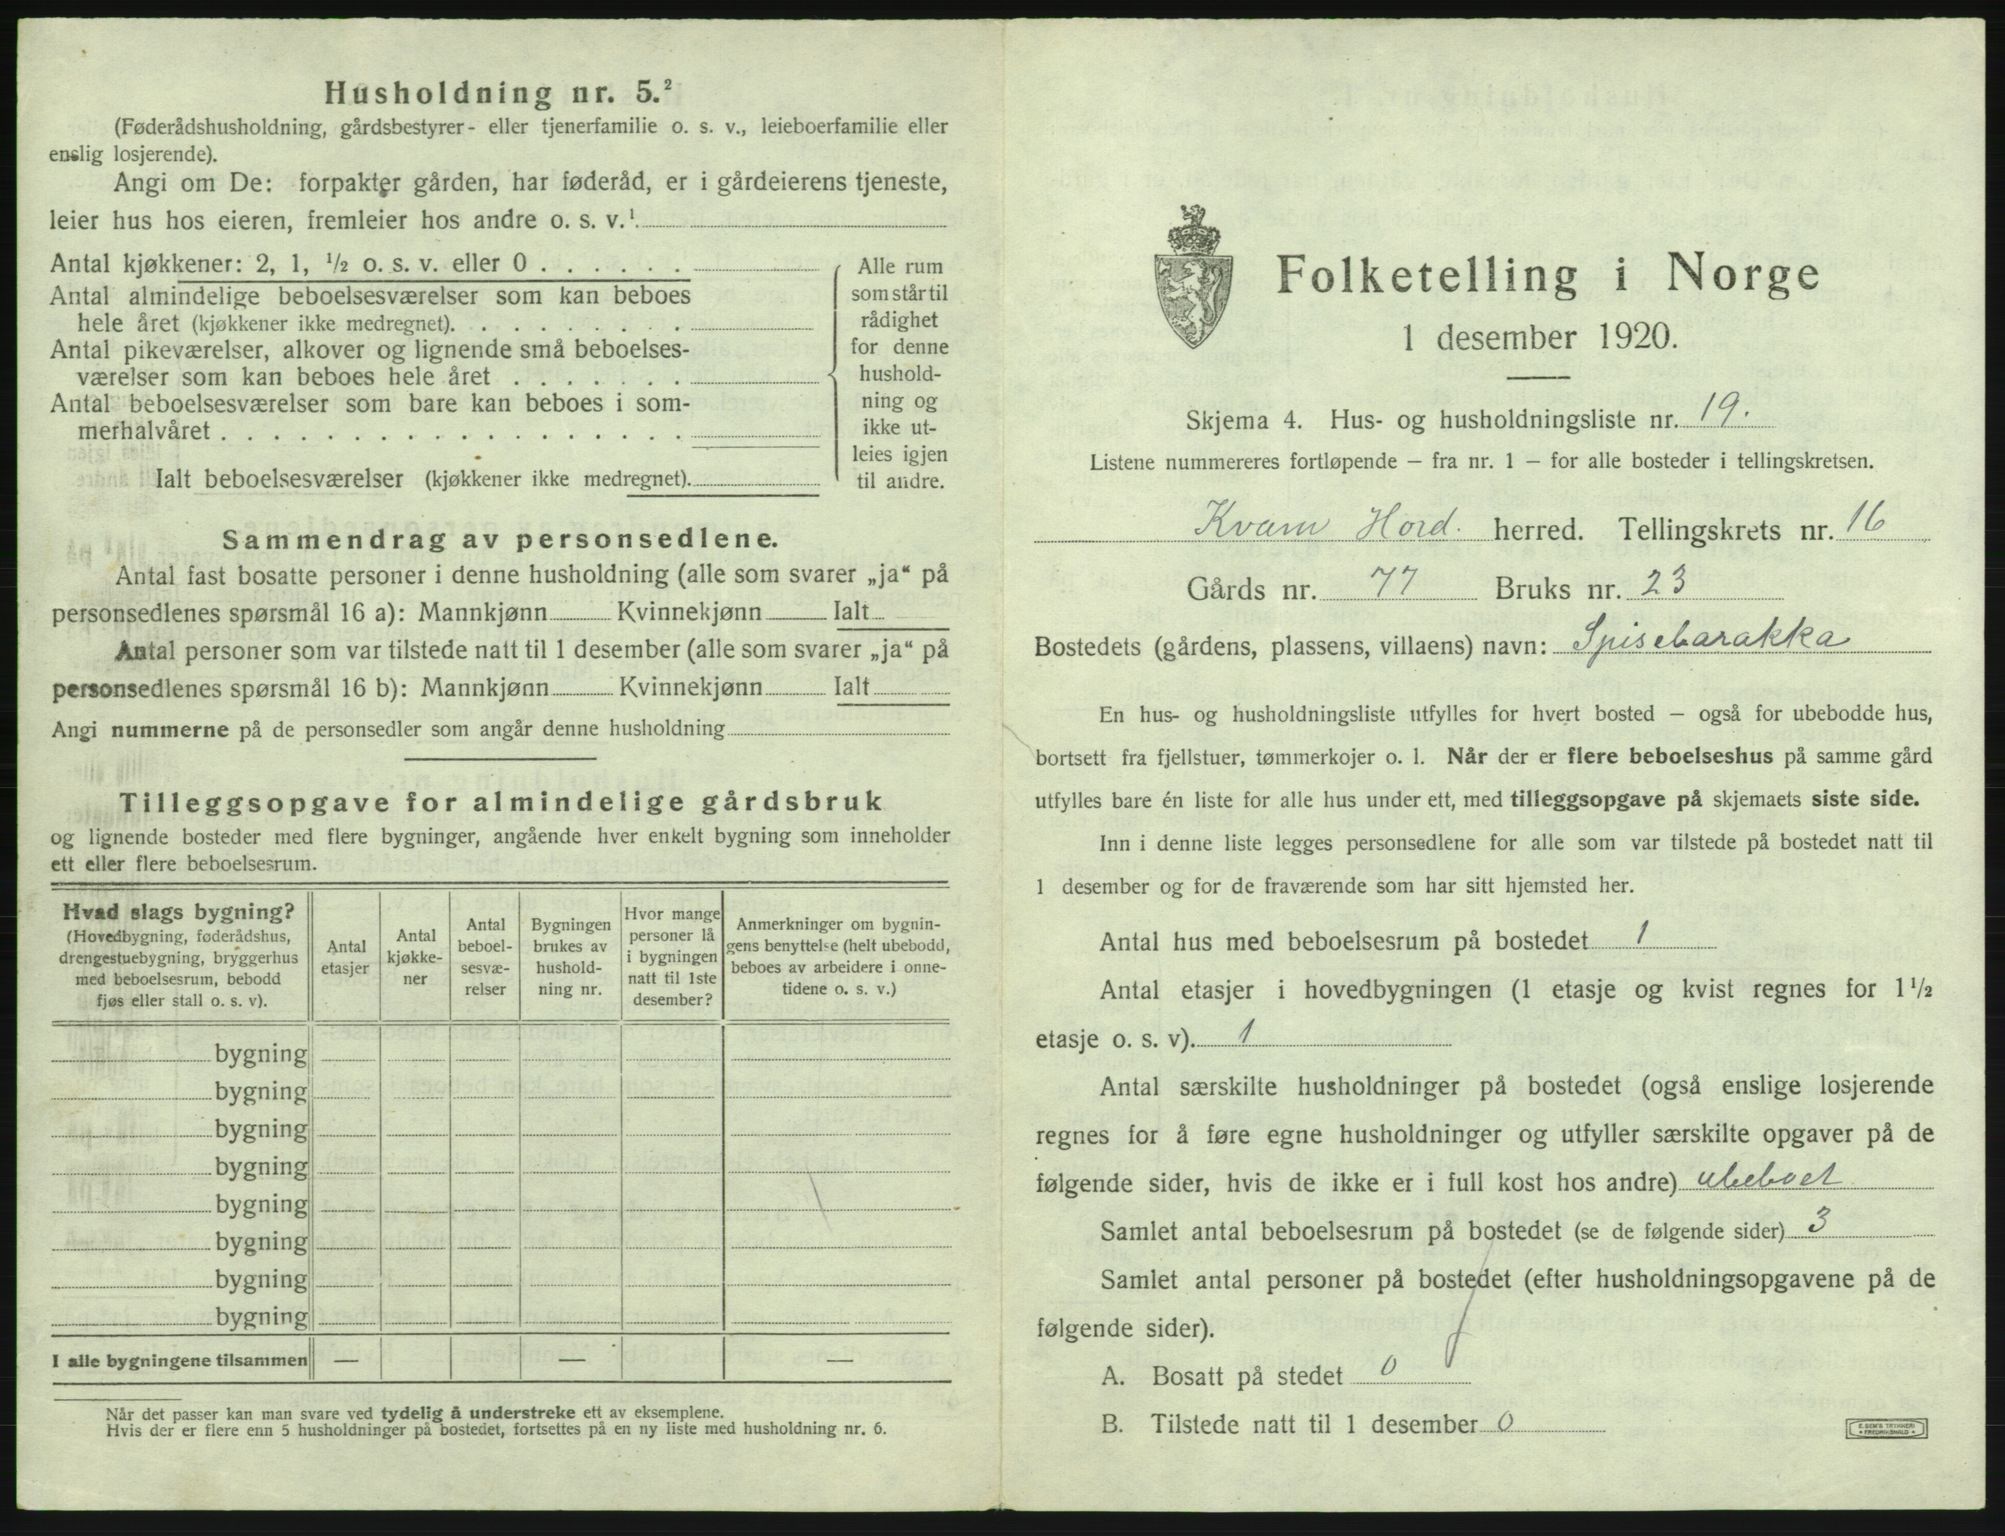 Husholdning nr. 5.²
(Føderådshusholdning, gårdsbestyrer- eller tjenerfamilie o. s. v., leieboerfamilie eller
enslig losjerende).
Angi om De: forpakter gården, har føderåd, er i gårdeierens tjeneste,
leier hus hos eieren, fremleier hos andre o. s. v.¹
Antal kjøkkener: 2, 1, ½ o. s. v. eller 0 . . . . . .
Antal almindelige beboelsesværelser som kan beboes
hele året (kjøkkener ikke medregnet). . . . . . . . .
Antal pikeværelser, alkover og lignende små beboelses-
værelser som kan beboes hele året . . . . . . .
Antal beboelsesværelser som bare kan beboes i som-
merhalvåret . . . . . . . . . . . . . . . . . .
Ialt beboelsesværelser (kjøkkener ikke medregnet).
Alle rum
som står til
rådighet
for denne
hushold-
ning og
ikke ut-
leies igjen
til andre.
Sammendrag av personsedlene.
Antal fast bosatte personer i denne husholdning (alle som svarer „ja“ på
personsedlenes spørsmål 16 a): Mannkjønn Kvinnekjønn Ialt
Antal personer som var tilstede natt til 1 desember (alle som svarer „ja“ på
personsedlenes spørsmål 16 b): Mannkjønn Kvinnekjønn Ialt
Angi nummerne på de personsedler som angår denne husholdning
Tilleggsopgave for almindelige gårdsbruk
og lignende bosteder med flere bygninger, angående hver enkelt bygning som inneholder
ett eller flere beboelsesrum.
Hvad slags bygning?
(Hovedbygning, føderådshus,
drengestuebygning, bryggerhus
med beboelsesrum, bebodd
fjøs eller stall o. s. v).
Antal
etasjer
Antal
kjøkke-
ner
Antal
beboel-
sesvæ-
relser
Bygningen
brukes av
hushold-
ning nr.
Hvor mange
personer lå
i bygningen
natt til 1ste
desember?
Anmerkninger om bygnin-
gens benyttelse (helt ubebodd,
beboes av arbeidere i onne-
tidene o. s. v.)
bygning
bygning
bygning
bygning
bygning
bygning
bygning
bygning
I alle bygningene tilsammen — — —
Når det passer kan man svare ved tydelig å understreke ett av eksemplene.
Hvis der er flere enn 5 husholdninger på bostedet, fortsettes på en ny liste med husholdning nr. 6.
Folketelling i Norge
1 desember 1920.
Skjema 4. Hus- og husholdningsliste nr. 19.
Listene nummereres fortløpende – fra nr. 1 – for alle bosteder i tellingskretsen.
Kvam Hord. herred. Tellingskrets nr. 16
Gårds nr. 77 Bruks nr. 23
Bostedets (gårdens, plassens, villaens) navn: Spisebarakka
En hus- og husholdningsliste utfylles for hvert bosted – også for ubebodde hus,
bortsett fra fjellstuer, tømmerkojer o. l. Når der er flere beboelseshus på samme gård
utfylles bare én liste for alle hus under ett, med tilleggsopgave på skjemaets siste side.
Inn i denne liste legges personsedlene for alle som var tilstede på bostedet natt til
1 desember og for de fraværende som har sitt hjemsted her.
Antal hus med beboelsesrum på bostedet 1
Antal etasjer i hovedbygningen (1 etasje og kvist regnes for 1½
etasje o. s. v). 1
Antal særskilte husholdninger på bostedet (også enslige losjerende
regnes for å føre egne husholdninger og utfyller særskilte opgaver på de
følgende sider, hvis de ikke er i full kost hos andre) ubeboet
Samlet antal beboelsesrum på bostedet (se de følgende sider) 3
Samlet antal personer på bostedet (efter husholdningsopgavene på de
følgende sider).
A. Bosatt på stedet 0
B. Tilstede natt til 1 desember 0
E. SEM'S TRYKKERI
FREDRIKSHALD